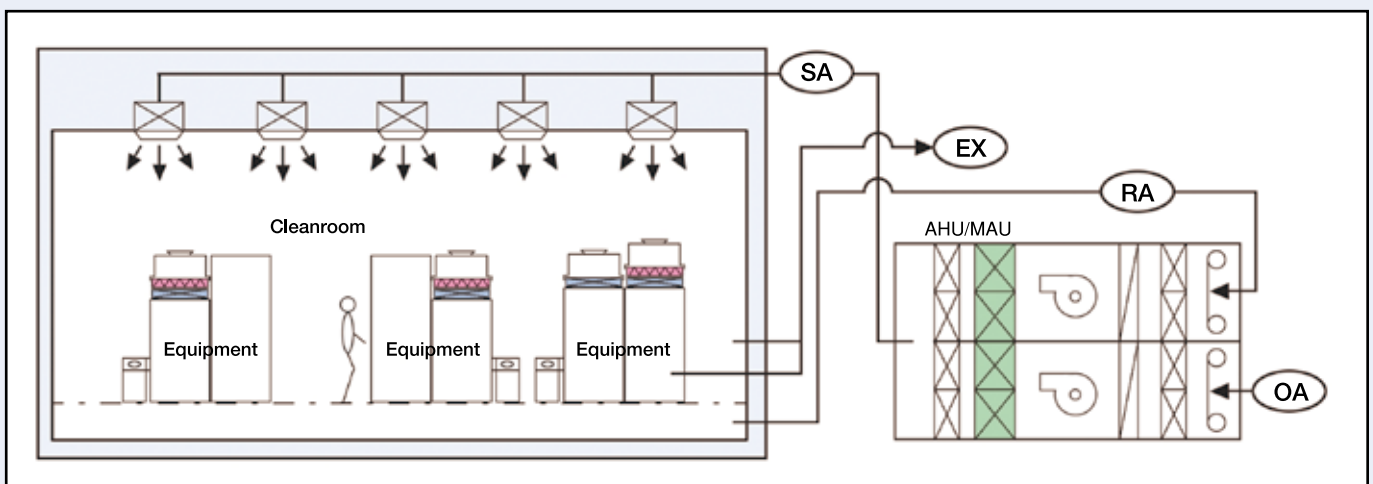 SA
EX
RA
Cleanroom
AHU/MAU
Equipment
Equipment
Equipment
OA